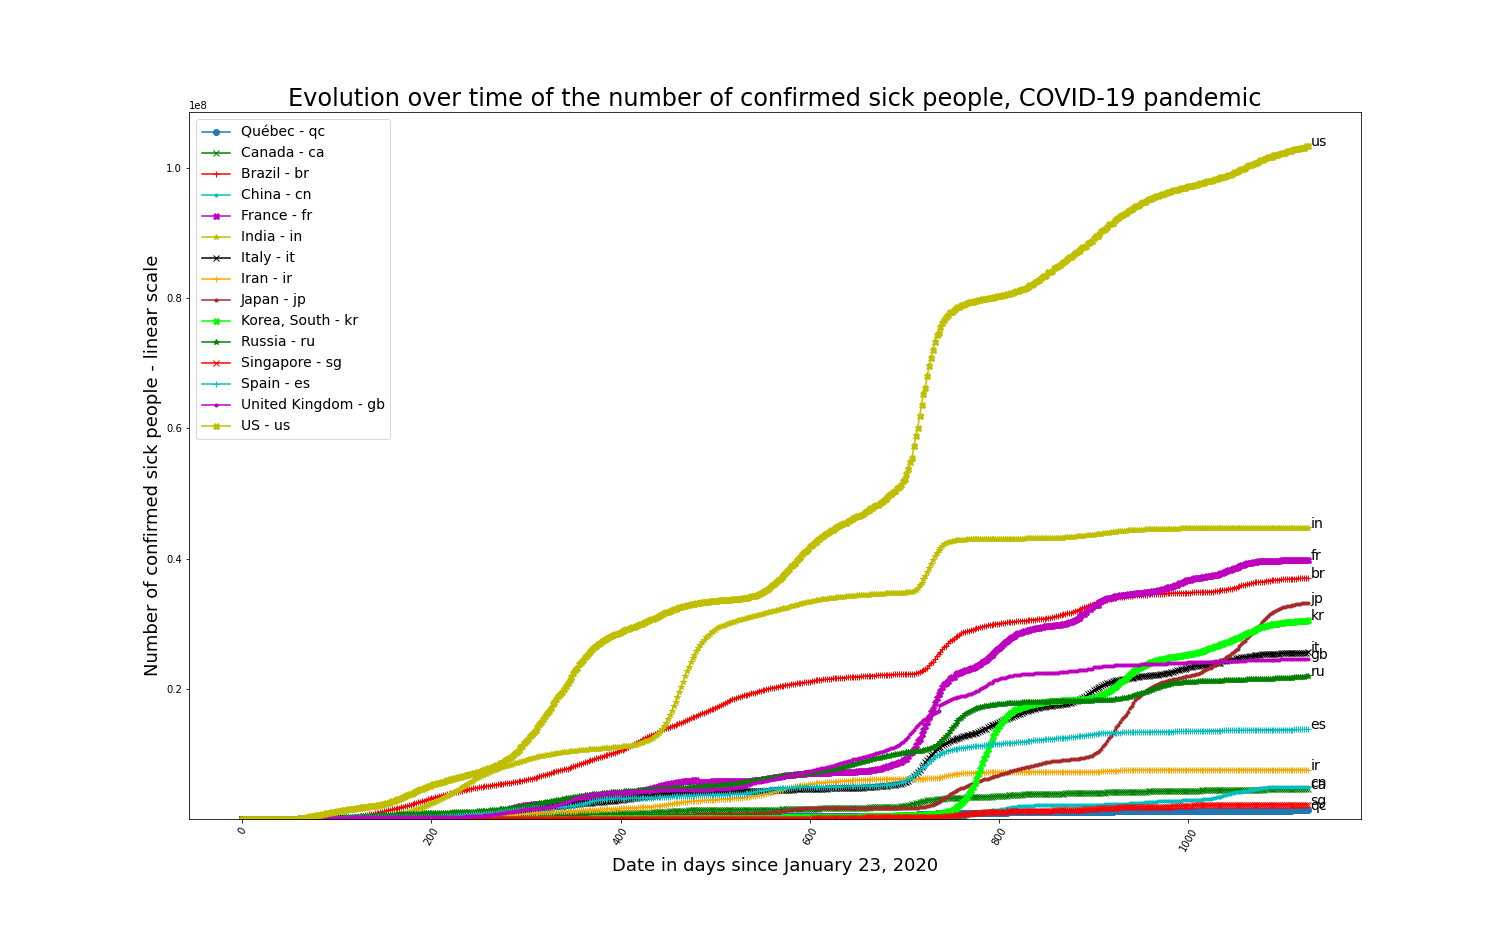 Evolution over time of the number of confirmed sick people, COVID-19 pandemic
1e8
Québec - qc
Canada - ca
Brazil - br
China - cn
France - fr
India - in
Italy - it
Iran - ir
Japan - jp
Korea, South - kr
Russia - ru
Singapore - sg
Spain - es
United Kingdom - gb
US - us
Number of confirmed sick people - linear scale
1.0
0.8
0.6
0.4
0.2
us
in
fr
br
jp
kr
it
gb
ru
es
ir
cn
ca
sg
qc
0
200
400
600
800
1000
Date in days since January 23, 2020